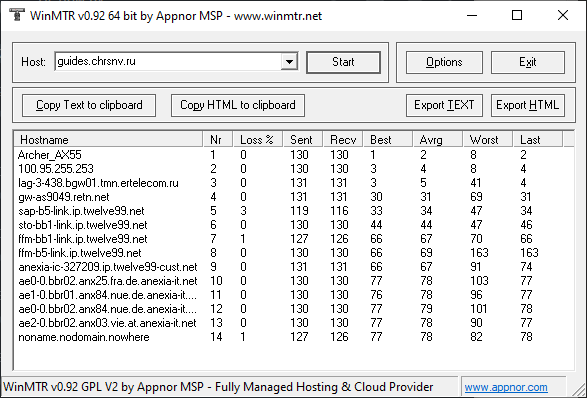 WinMTR v0.92 64 bit by Appnor MSP - www.winmtr.net
Host: guides.chrsnv.ru Start Options Exit
Copy Text to clipboard Copy HTML to clipboard Export TEXT Export HTML
Hostname Nr Loss % Sent Recv Best Avrg Worst Last
Archer_AX55 1 0 130 130 1 2 8 2
100.95.255.253 2 0 130 130 3 4 8 4
lag-3-438.bgw01.tmn.ertelecom.ru 3 0 131 131 3 5 41 4
gw-as9049.retn.net 4 0 131 131 30 31 69 31
sap-b5-link.ip.twelve99.net 5 3 119 116 33 34 47 34
sto-bb1-link.ip.twelve99.net 6 0 130 130 44 44 47 46
ffm-bb1-link.ip.twelve99.net 7 1 127 126 66 67 70 66
ffm-b5-link.ip.twelve99.net 8 0 130 130 66 69 163 163
anexia-ic-327209.ip.twelve99-cust.net 9 0 131 131 66 67 91 74
ae0-0.bbr02.anx25.fra.de.anexia-it.net 10 0 130 130 77 78 103 77
ae1-0.bbr01.anx84.nue.de.anexia-it.... 11 0 130 130 76 78 96 77
ae0-0.bbr02.anx84.nue.de.anexia-it.... 12 0 130 130 77 79 101 78
ae2-0.bbr02.anx03.vie.at.anexia-it.net 13 0 130 130 77 78 90 77
noname.nodomain.nowhere 14 1 127 126 77 78 82 78
WinMTR v0.92 GPL V2 by Appnor MSP - Fully Managed Hosting & Cloud Provider www.appnor.com